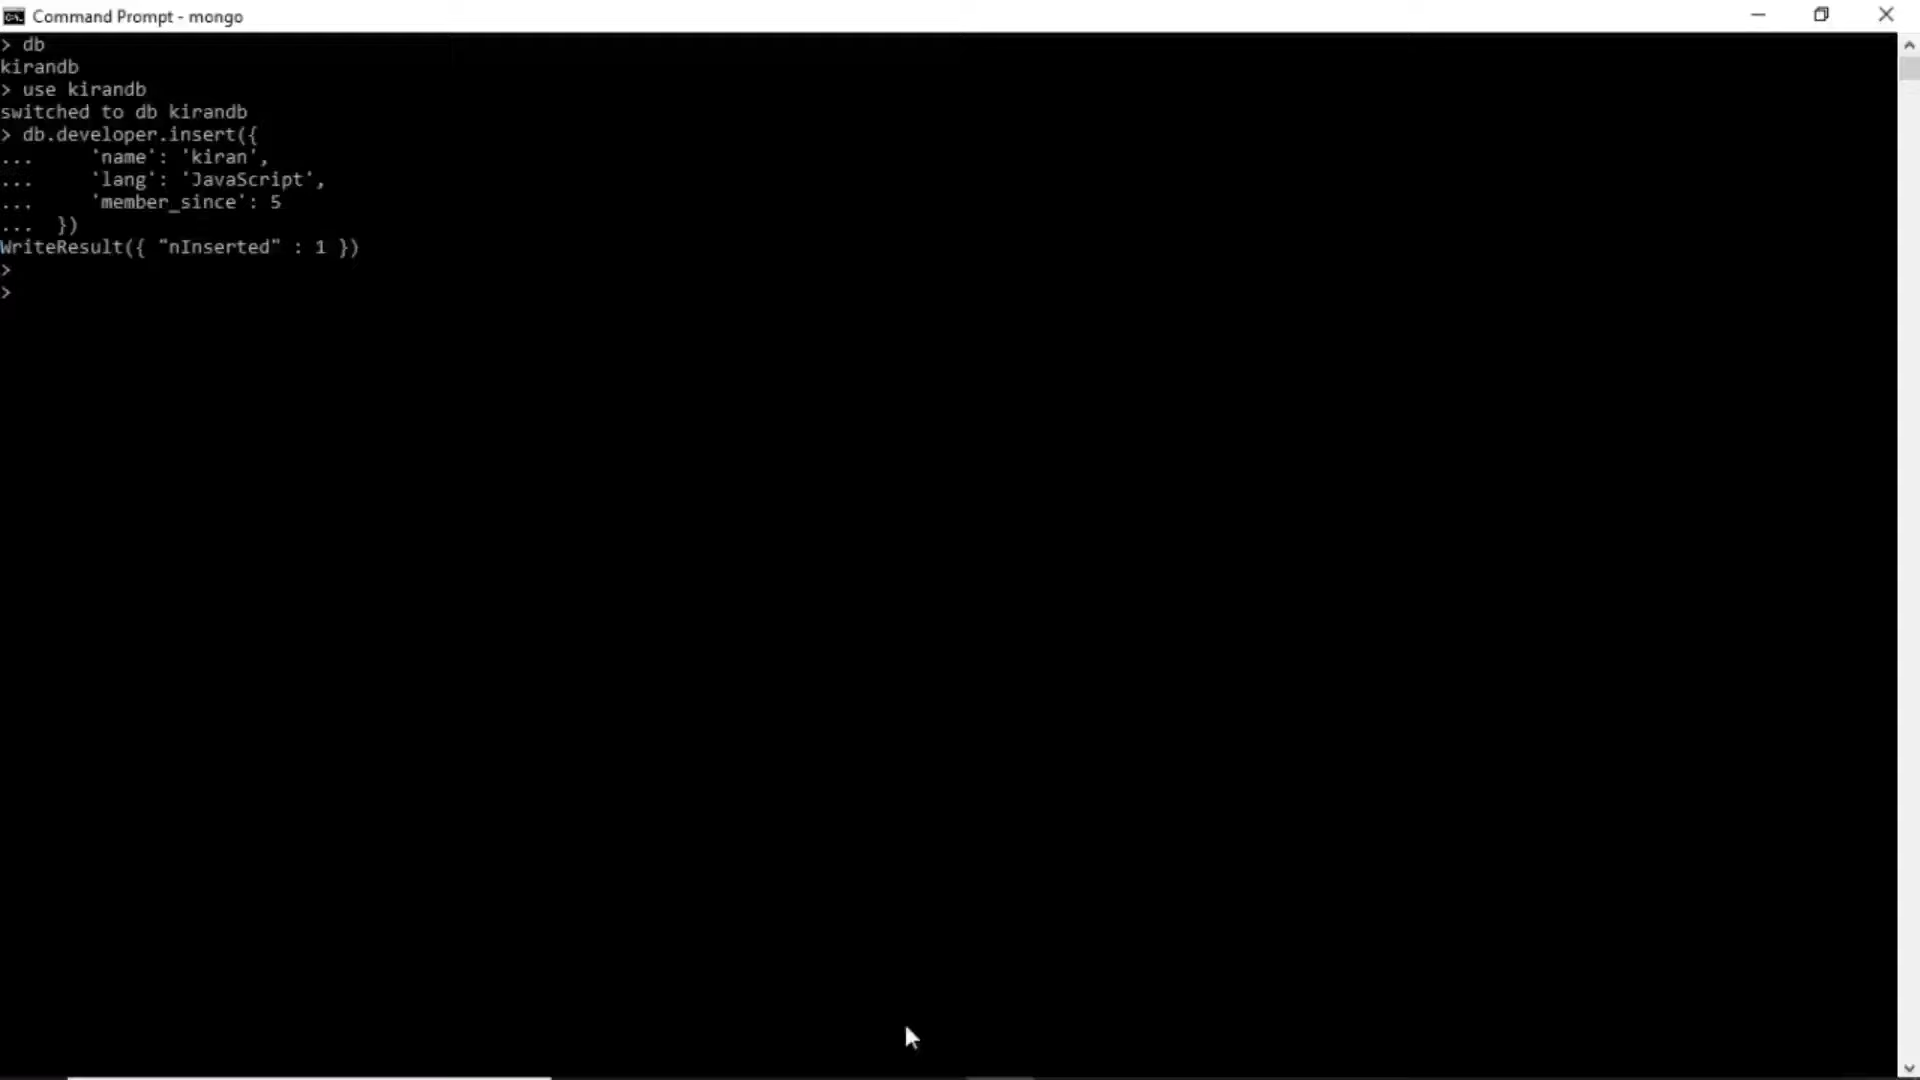 Command Prompt - mongo
> db
kirandb
> use kirandb
switched to db kirandb
> db.developer.insert({
...     'name': 'kiran',
...     'lang': 'JavaScript',
...     'member_since': 5
...  })
WriteResult({ "nInserted" : 1 })
>
>